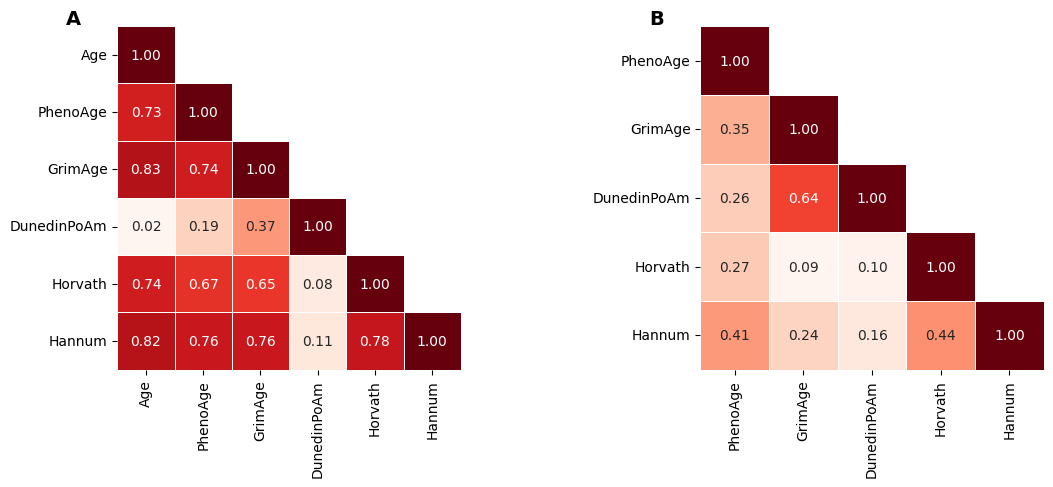 A
Age 1.00
PhenoAge 0.73 1.00
GrimAge 0.83 0.74 1.00
DunedinPoAm 0.02 0.19 0.37 1.00
Horvath 0.74 0.67 0.65 0.08 1.00
Hannum 0.82 0.76 0.76 0.11 0.78 1.00
Age PhenoAge GrimAge DunedinPoAm Horvath Hannum
B
PhenoAge 1.00
GrimAge 0.35 1.00
DunedinPoAm 0.26 0.64 1.00
Horvath 0.27 0.09 0.10 1.00
Hannum 0.41 0.24 0.16 0.44 1.00
PhenoAge GrimAge DunedinPoAm Horvath Hannum